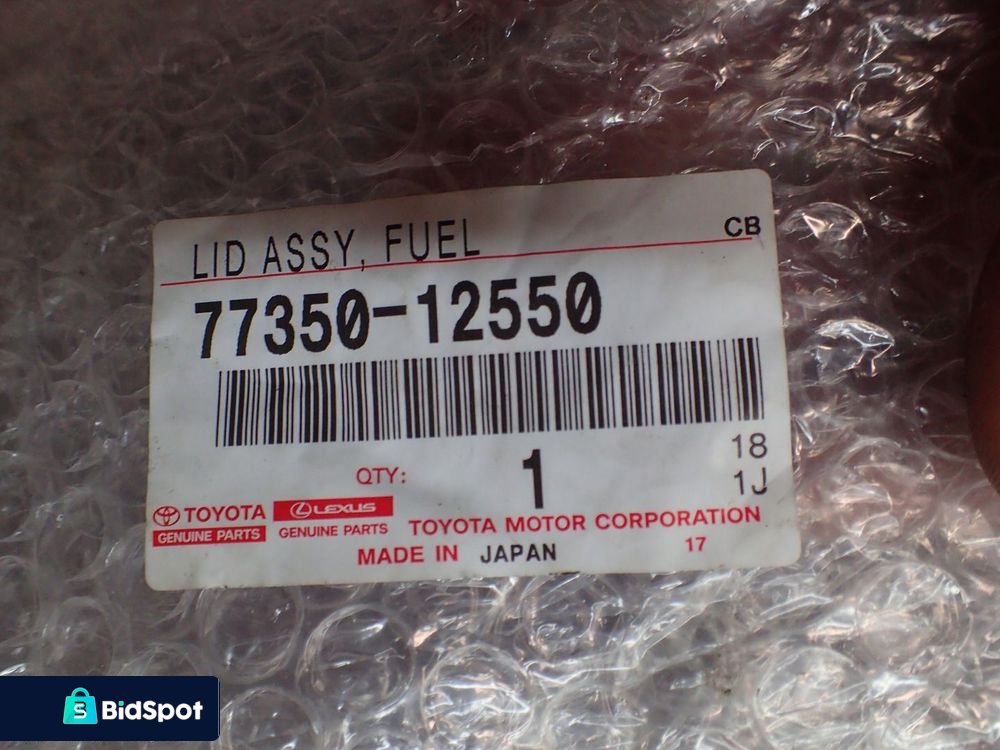 LID ASSY, FUEL
CB
77350-12550
QTY: 1
18
1J
TOYOTA
GENUINE PARTS
LEXUS
GENUINE PARTS
TOYOTA MOTOR CORPORATION
MADE IN JAPAN
17
BidSpot